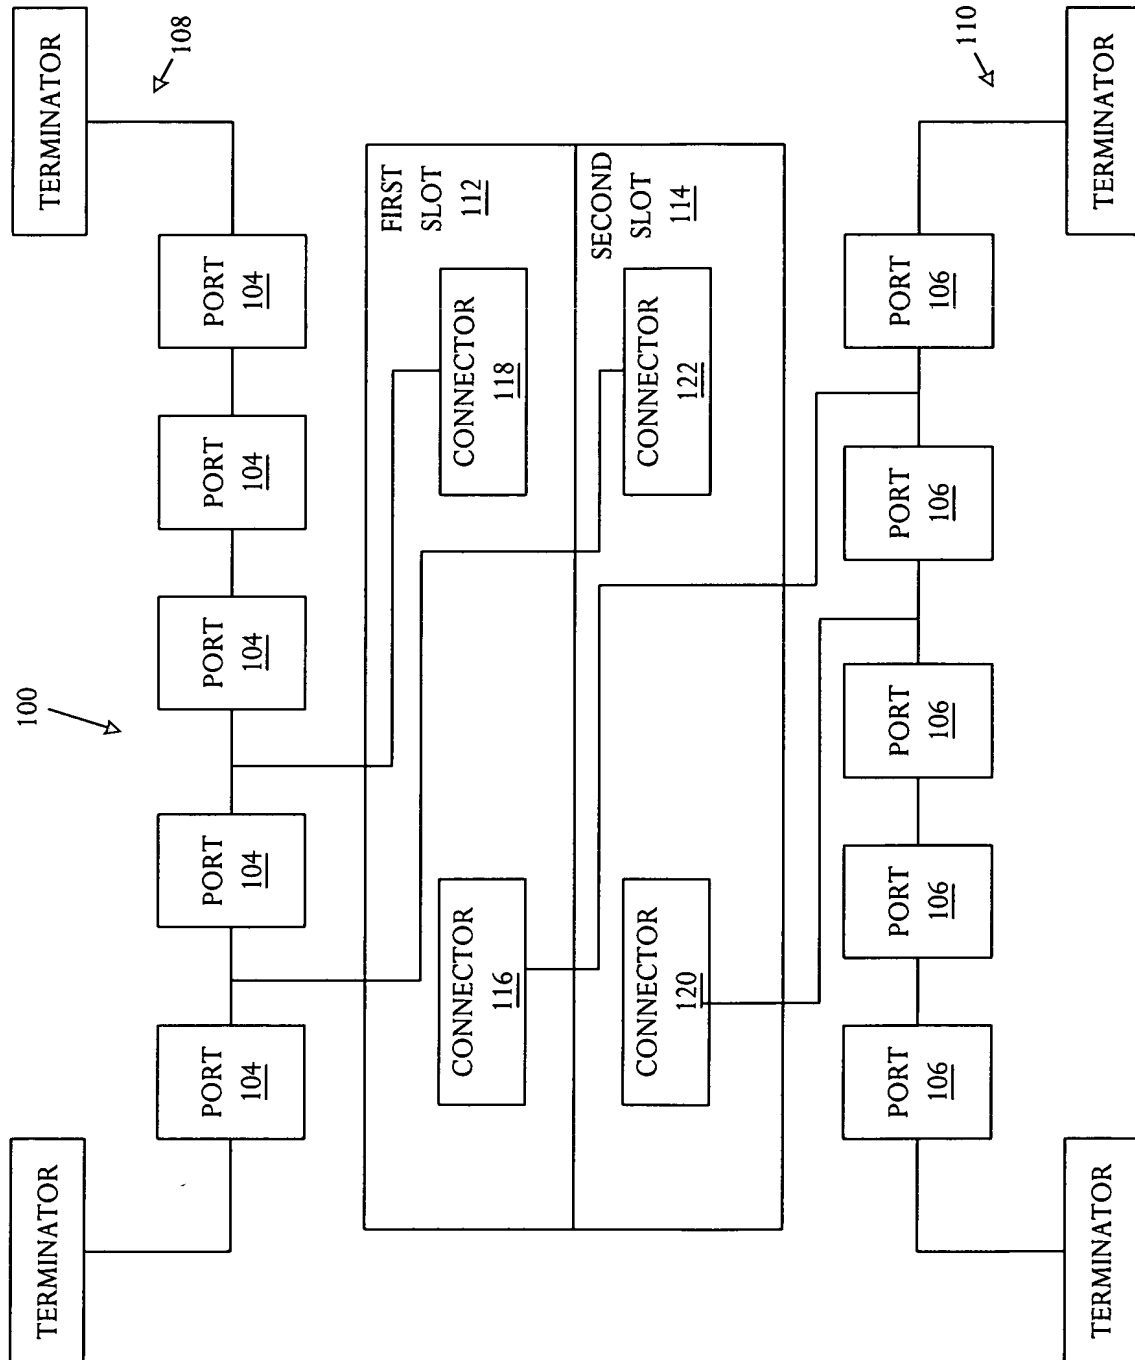 100
TERMINATOR
TERMINATOR
108
PORT
104
PORT
104
PORT
104
PORT
104
PORT
104
FIRST
SLOT
112
CONNECTOR
116
CONNECTOR
118
SECOND
SLOT
114
CONNECTOR
120
CONNECTOR
122
PORT
106
PORT
106
PORT
106
PORT
106
PORT
106
110
TERMINATOR
TERMINATOR